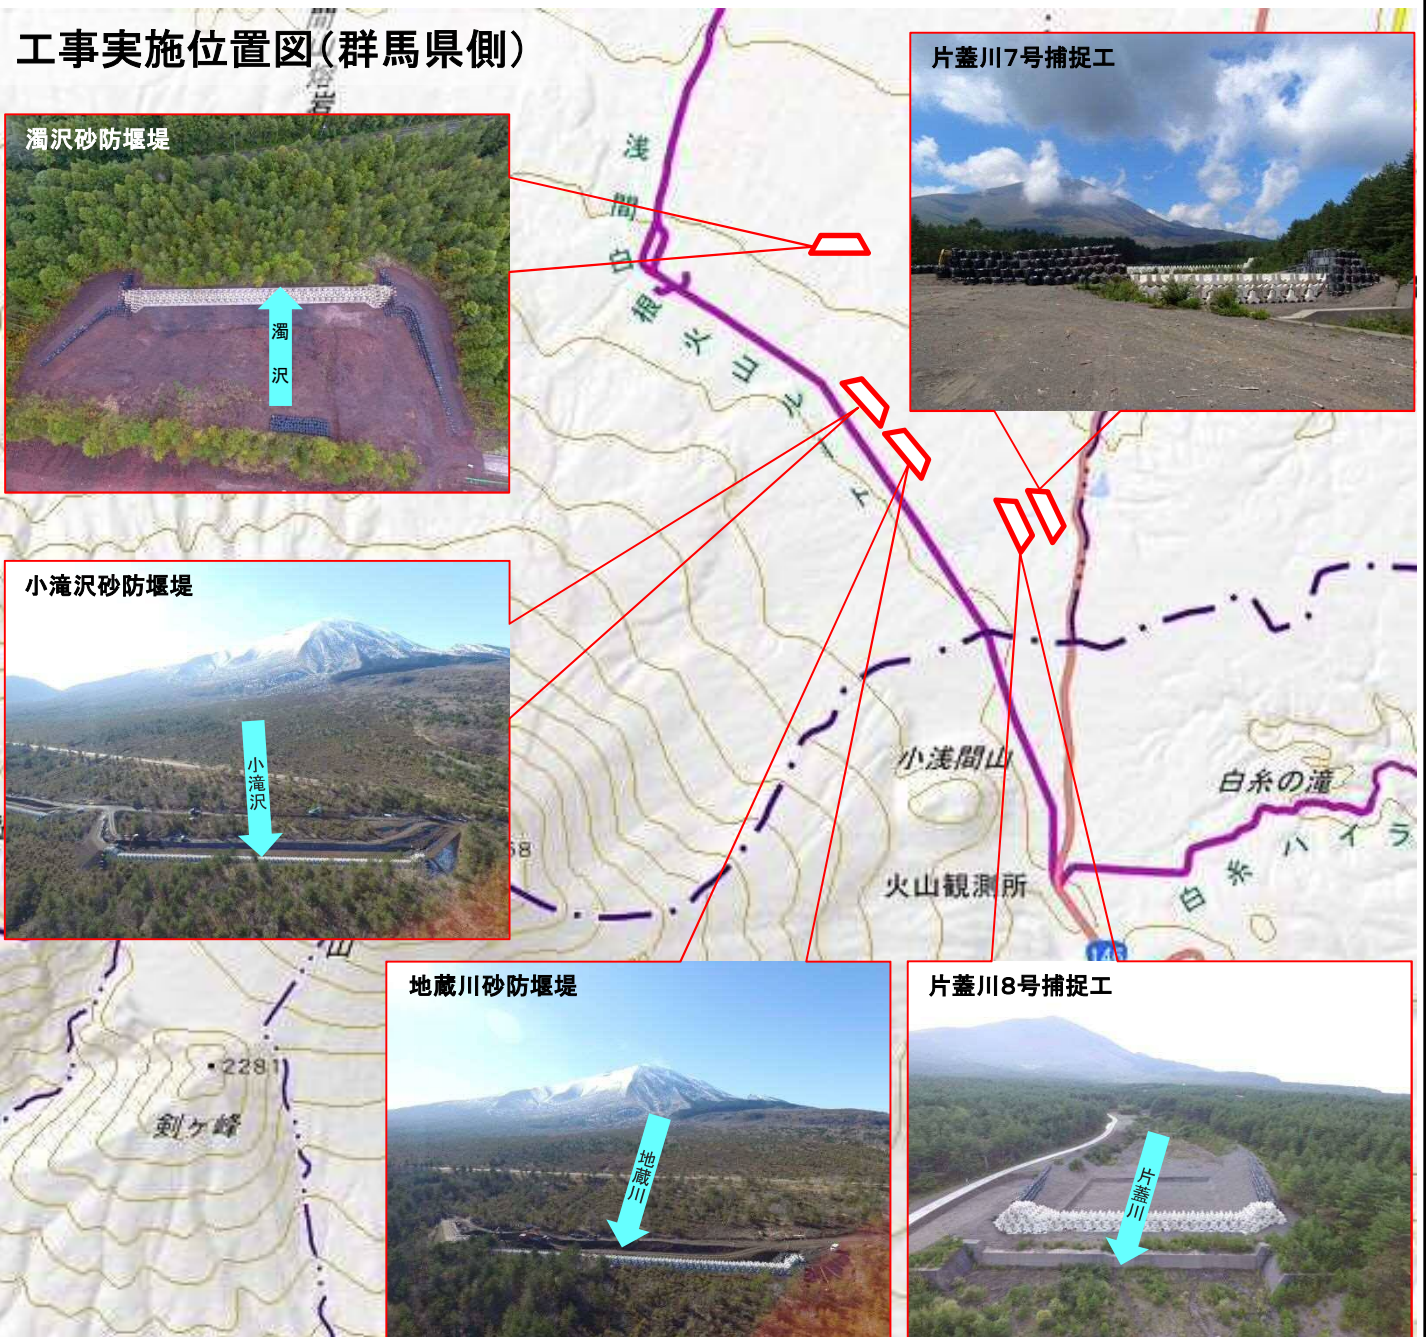 工事実施位置図(群馬県側)
濁沢砂防堰堤
濁沢
片蓋川7号捕捉工
浅間白根火山ルート
小滝沢砂防堰堤
小滝沢
小浅間山
白糸の滝
火山観測所
白糸ハイラ
146
山
地蔵川砂防堰堤
地蔵川
片蓋川8号捕捉工
片蓋川
2281
剣ヶ峰